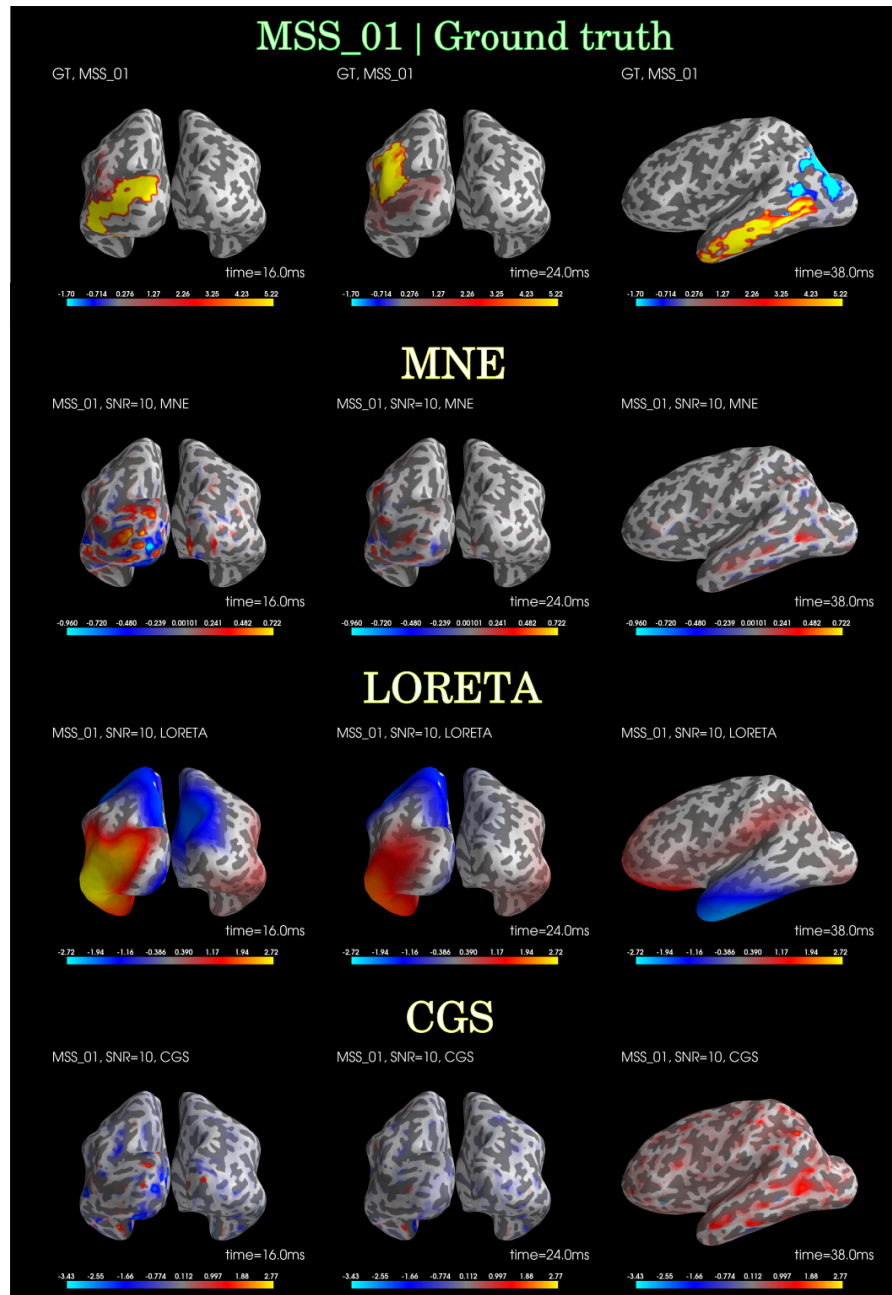 MSS_01 | Ground truth
GT, MSS_01 GT, MSS_01 GT, MSS_01
time=16.0ms time=24.0ms time=38.0ms
-1.70 -0.714 0.276 1.27 2.26 3.25 4.23 5.22 -1.70 -0.714 0.276 1.27 2.26 3.25 4.23 5.22 -1.70 -0.714 0.276 1.27 2.26 3.25 4.23 5.22
MNE
MSS_01, SNR=10, MNE MSS_01, SNR=10, MNE MSS_01, SNR=10, MNE
time=16.0ms time=24.0ms time=38.0ms
-0.960 -0.720 -0.480 -0.239 0.00101 0.241 0.482 0.722 -0.960 -0.720 -0.480 -0.239 0.00101 0.241 0.482 0.722 -0.960 -0.720 -0.480 -0.239 0.00101 0.241 0.482 0.722
LORETA
MSS_01, SNR=10, LORETA MSS_01, SNR=10, LORETA MSS_01, SNR=10, LORETA
time=16.0ms time=24.0ms time=38.0ms
-2.72 -1.94 -1.16 -0.386 0.390 1.17 1.94 2.72 -2.72 -1.94 -1.16 -0.386 0.390 1.17 1.94 2.72 -2.72 -1.94 -1.16 -0.386 0.390 1.17 1.94 2.72
CGS
MSS_01, SNR=10, CGS MSS_01, SNR=10, CGS MSS_01, SNR=10, CGS
time=16.0ms time=24.0ms time=38.0ms
-3.43 -2.55 -1.66 -0.774 0.112 0.997 1.88 2.77 -3.43 -2.55 -1.66 -0.774 0.112 0.997 1.88 2.77 -3.43 -2.55 -1.66 -0.774 0.112 0.997 1.88 2.77